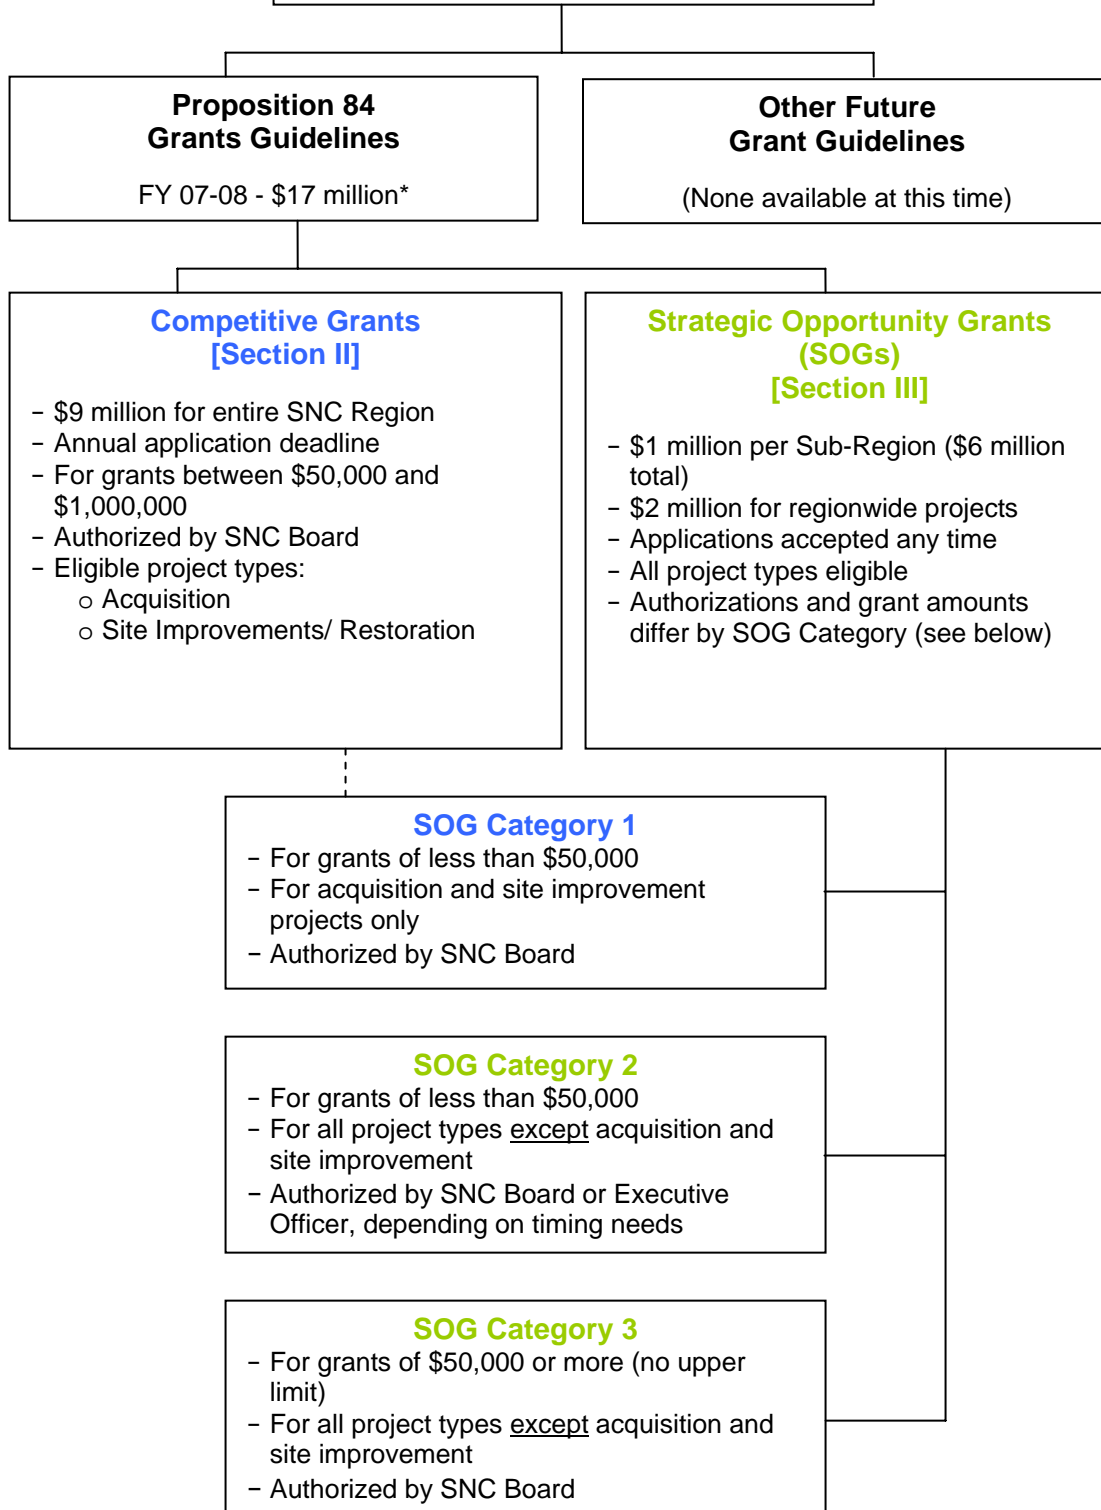 Proposition 84
Grants Guidelines
FY 07-08 - $17 million*
Other Future
Grant Guidelines
(None available at this time)
Competitive Grants
[Section II]
- $9 million for entire SNC Region
- Annual application deadline
- For grants between $50,000 and
$1,000,000
- Authorized by SNC Board
- Eligible project types:
o Acquisition
o Site Improvements/ Restoration
Strategic Opportunity Grants
(SOGs)
[Section III]
- $1 million per Sub-Region ($6 million
total)
- $2 million for regionwide projects
- Applications accepted any time
- All project types eligible
- Authorizations and grant amounts
differ by SOG Category (see below)
SOG Category 1
- For grants of less than $50,000
- For acquisition and site improvement
projects only
- Authorized by SNC Board
SOG Category 2
- For grants of less than $50,000
- For all project types except acquisition and
site improvement
- Authorized by SNC Board or Executive
Officer, depending on timing needs
SOG Category 3
- For grants of $50,000 or more (no upper
limit)
- For all project types except acquisition and
site improvement
- Authorized by SNC Board